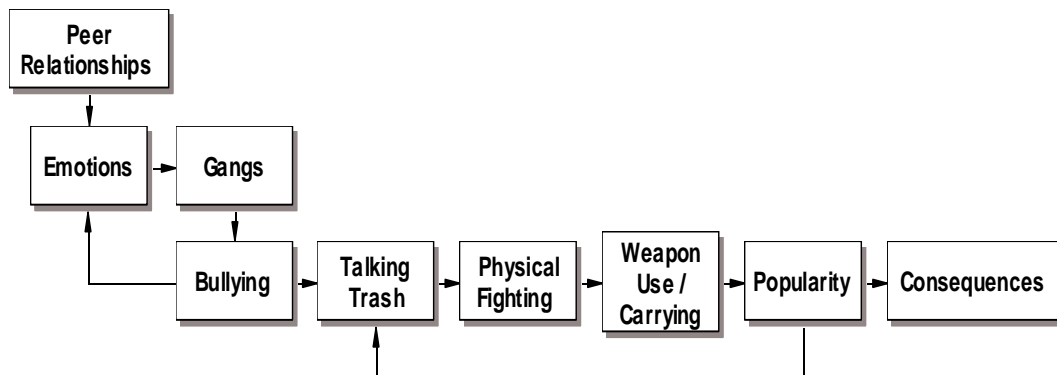 Peer
Relationships
Emotions
Gangs
Bullying
Talking
Trash
Physical
Fighting
Weapon
Use /
Carrying
Popularity
Consequences